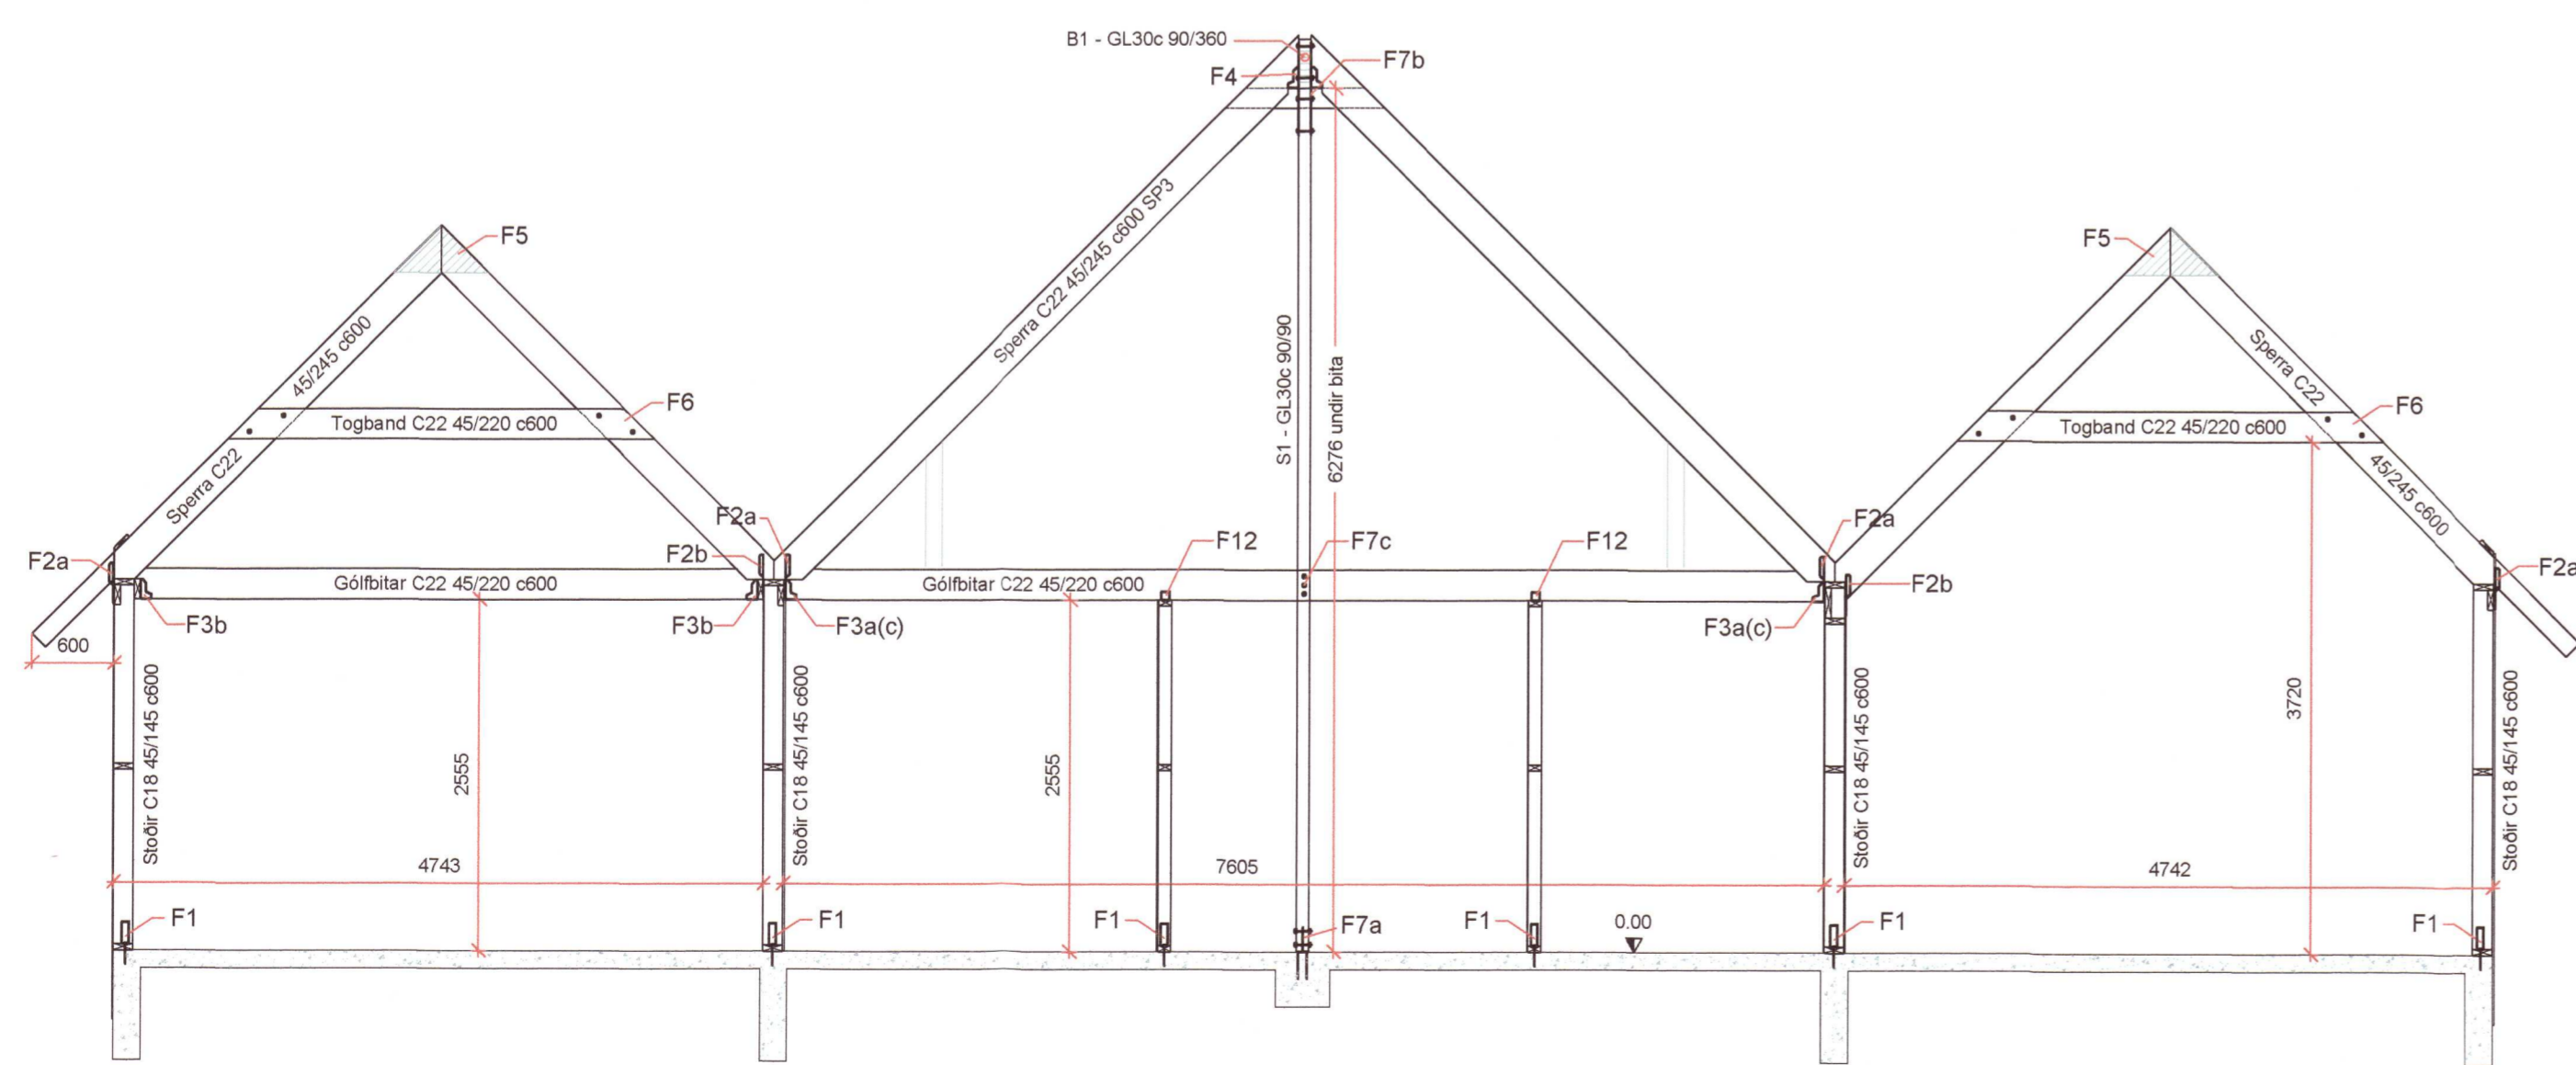 B1 - GL30c 90/360
F7b
F4
F5
F5
Sperra C22 45/245 c600 SP3
S1 - GL30c 90/90
6276 undir bita
45/245 c600
Sperra C22
F6
Togband C22 45/220 c600
Sperra C22
F6
Togband C22 45/220 c600
45/245 c600
F2a
F2b
F2a
F12
F7c
F12
F2a
F2b
F2a
Gólfbitar C22 45/220 c600
Gólfbitar C22 45/220 c600
F3b
F3b
F3a(c)
F3a(c)
600
Stoðir C18 45/145 c600
2555
Stoðir C18 45/145 c600
2555
Stoðir C18 45/145 c600
3720
Stoðir C18 45/145 c600
4743
7605
4742
F1
F1
F1
F7a
F1
0.00
F1
F1